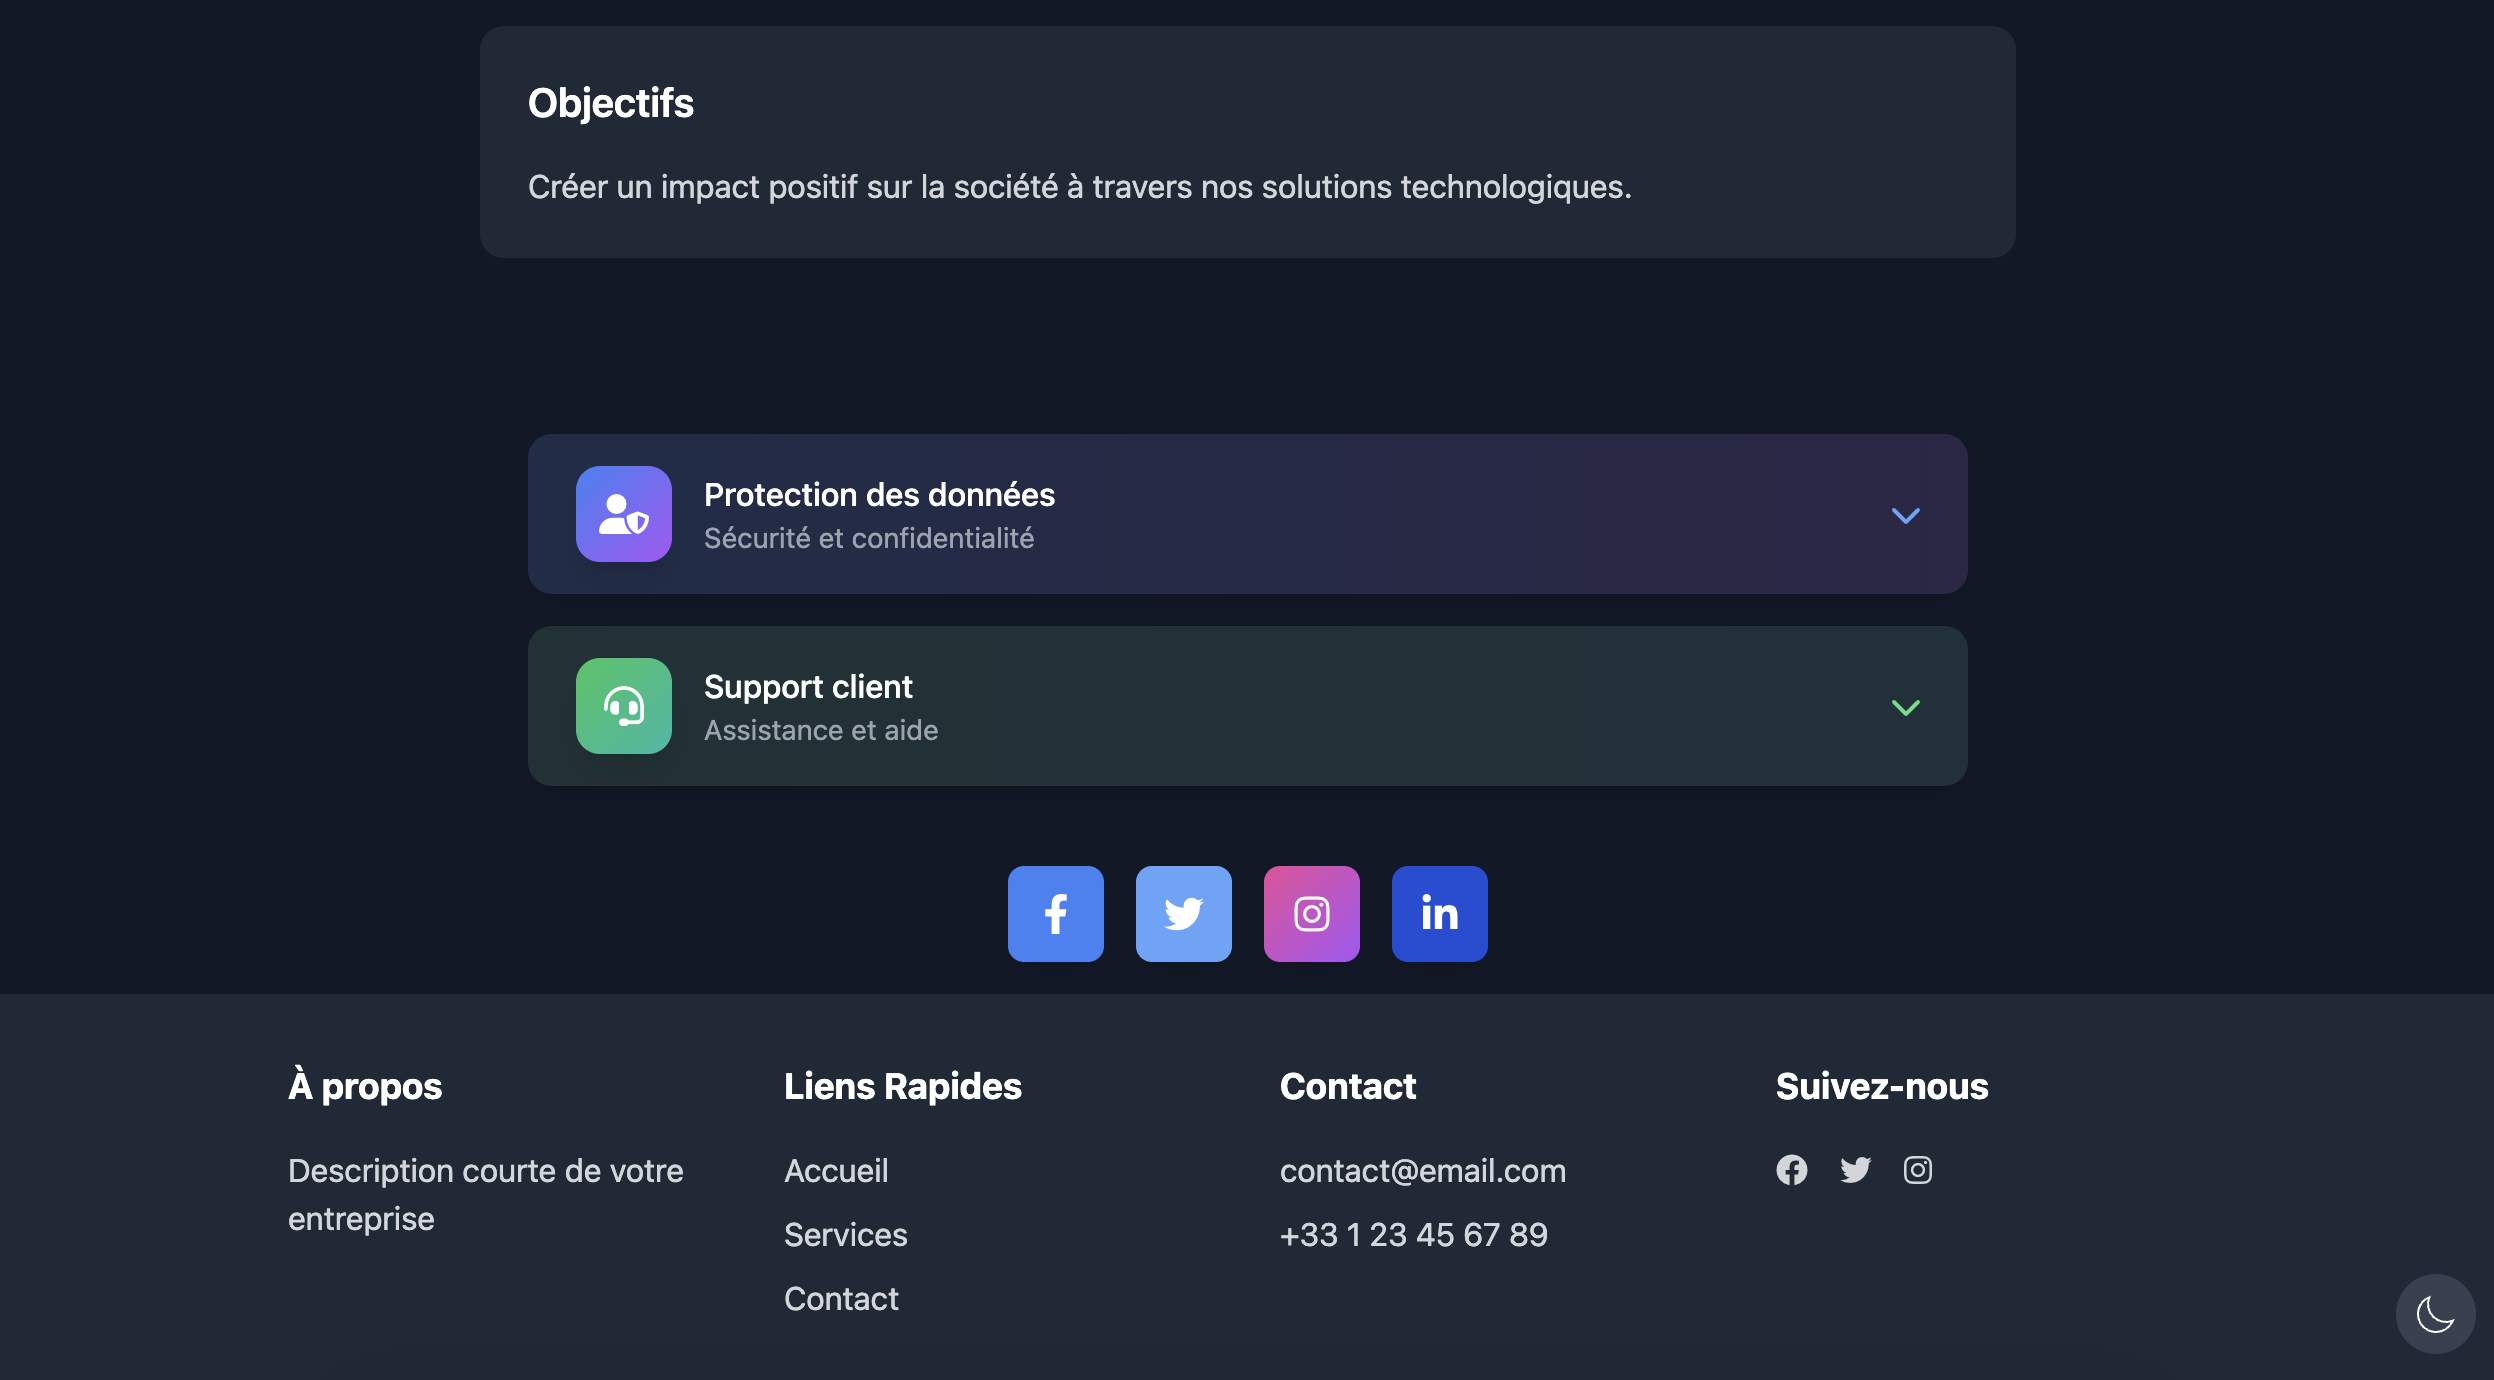 Objectifs
Créer un impact positif sur la société à travers nos solutions technologiques.
Protection des données
Sécurité et confidentialité
Support client
Assistance et aide
À propos
Description courte de votre
entreprise
Liens Rapides
Accueil
Services
Contact
Contact
contact@email.com
+33 1 23 45 67 89
Suivez-nous